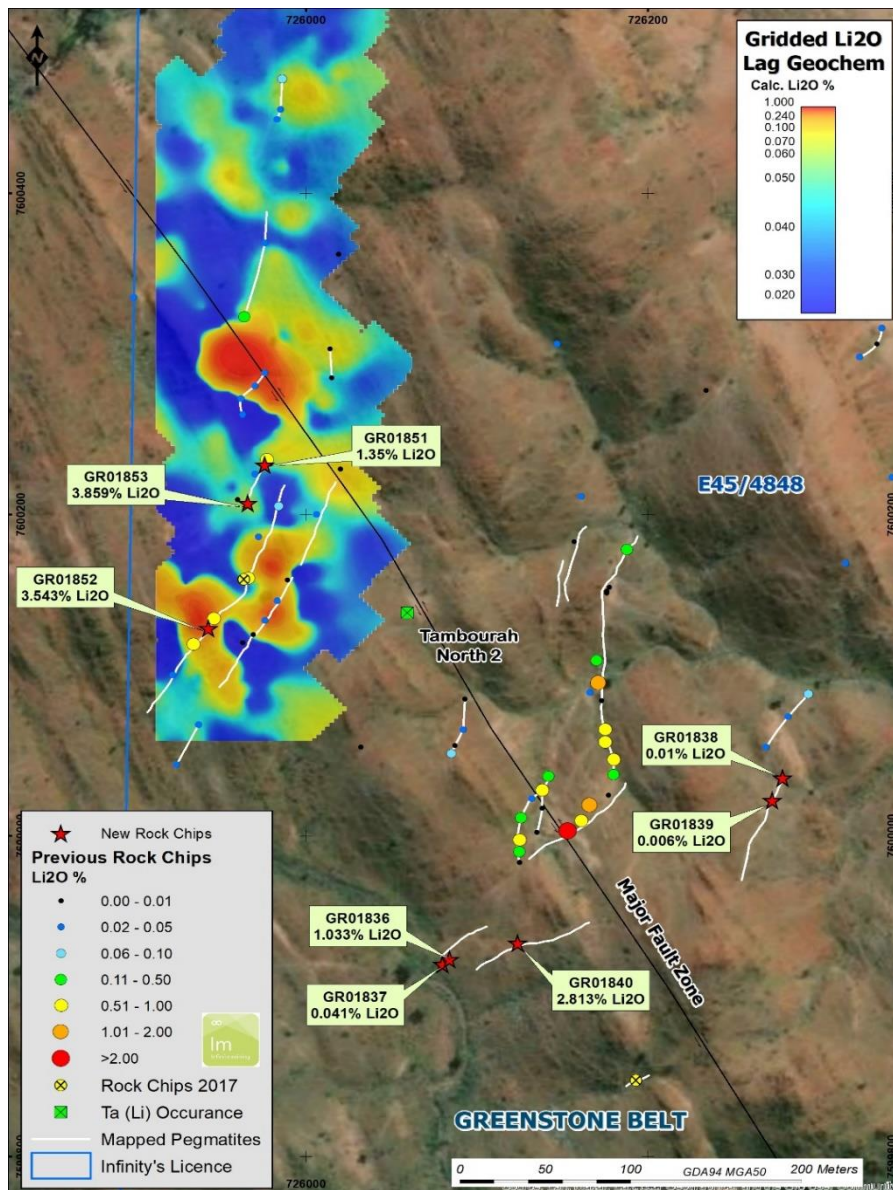 726000
726200
N
Gridded Li2O
Lag Geochem
Calc. Li2O %
1.000
0.240
0.100
0.070
0.060
0.050
0.040
0.030
0.020
7600400
7600400
GR01851
1.35% Li2O
GR01853
3.859% Li2O
E45/4848
7600200
7600200
GR01852
3.543% Li2O
Tambourah
North 2
GR01838
0.01% Li2O
GR01839
0.006% Li2O
7600000
Major Fault Zone
GR01836
1.033% Li2O
GR01837
0.041% Li2O
GR01840
2.813% Li2O
New Rock Chips
Previous Rock Chips
Li2O %
0.00 - 0.01
0.02 - 0.05
0.06 - 0.10
0.11 - 0.50
0.51 - 1.00
1.01 - 2.00
>2.00
Im
Rock Chips 2017
Ta (Li) Occurance
Mapped Pegmatites
Infinity's Licence
GREENSTONE BELT
726000
0 50 100 200 Meters
GDA94 MGA50